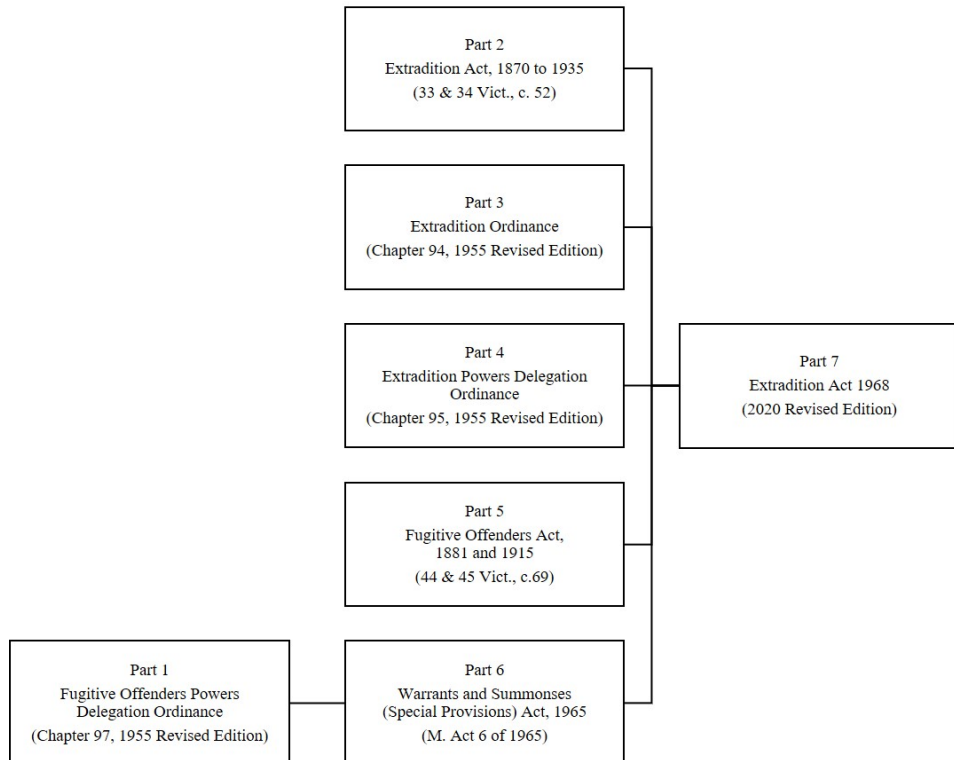 Part 2
Extradition Act, 1870 to 1935
(33 & 34 Vict., c. 52)
Part 3
Extradition Ordinance
(Chapter 94, 1955 Revised Edition)
Part 4
Extradition Powers Delegation
Ordinance
(Chapter 95, 1955 Revised Edition)
Part 7
Extradition Act 1968
(2020 Revised Edition)
Part 5
Fugitive Offenders Act,
1881 and 1915
(44 & 45 Vict., c.69)
Part 1
Fugitive Offenders Powers
Delegation Ordinance
(Chapter 97, 1955 Revised Edition)
Part 6
Warrants and Summonses
(Special Provisions) Act, 1965
(M. Act 6 of 1965)